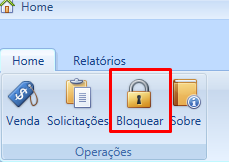 Home
Home Relatórios
Venda Solicitações Bloquear Sobre
Operações